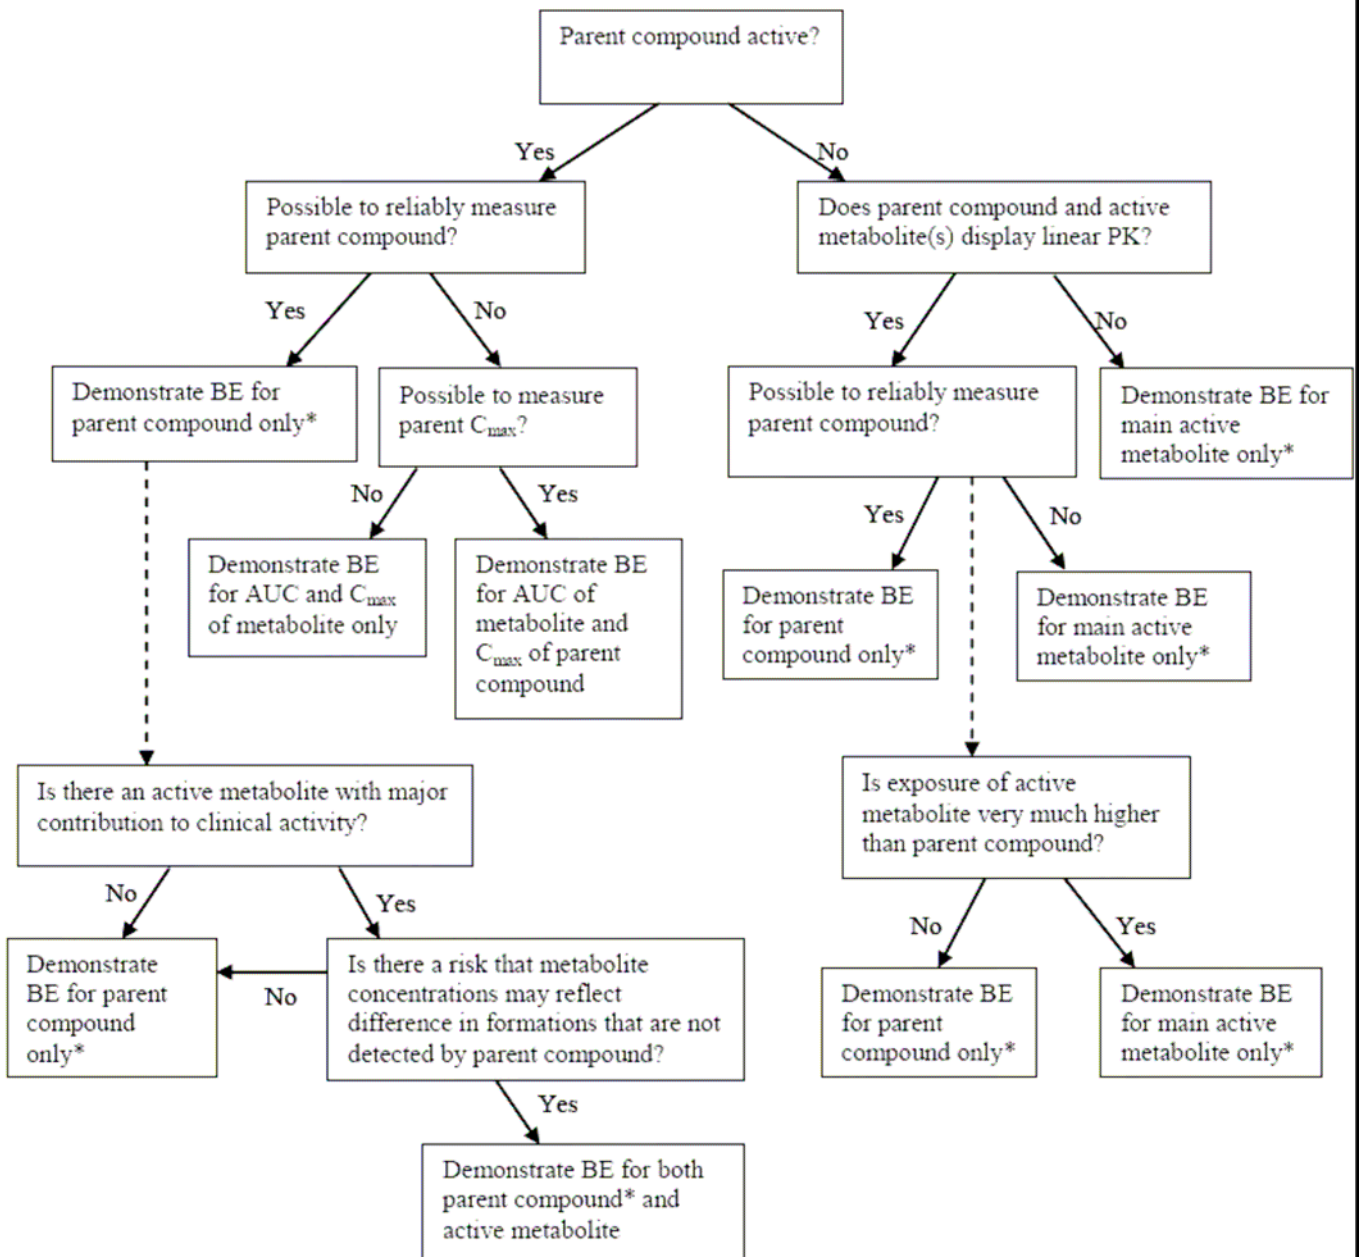 Parent compound active?
Yes
No
Possible to reliably measure
parent compound?
Does parent compound and active
metabolite(s) display linear PK?
Yes
No
Yes
No
Demonstrate BE for
parent compound only*
Possible to measure
parent Cmax?
Possible to reliably measure
parent compound?
Demonstrate BE for
main active
metabolite only*
No
Yes
Yes
No
Demonstrate BE
for AUC and Cmax
of metabolite only
Demonstrate BE
for AUC of
metabolite and
Cmax of parent
compound
Demonstrate BE
for parent
compound only*
Demonstrate BE
for main active
metabolite only*
Is there an active metabolite with major
contribution to clinical activity?
Is exposure of active
metabolite very much higher
than parent compound?
No
Yes
No
Yes
Demonstrate
BE for parent
compound
only*
No
Is there a risk that metabolite
concentrations may reflect
difference in formations that are not
detected by parent compound?
Demonstrate BE
for parent
compound only*
Demonstrate BE
for main active
metabolite only*
Yes
Demonstrate BE for both
parent compound* and
active metabolite